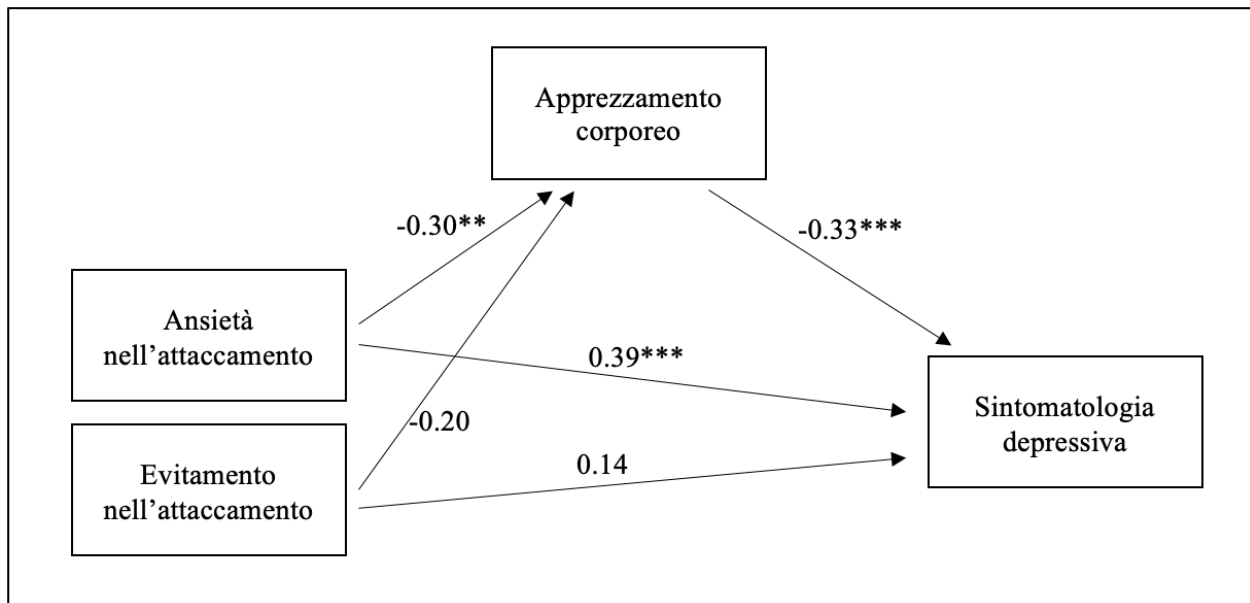 Apprezzamento
corporeo
-0.30**
-0.33***
Ansietà
nell’attaccamento
0.39***
Sintomatologia
depressiva
-0.20
Evitamento
nell’attaccamento
0.14